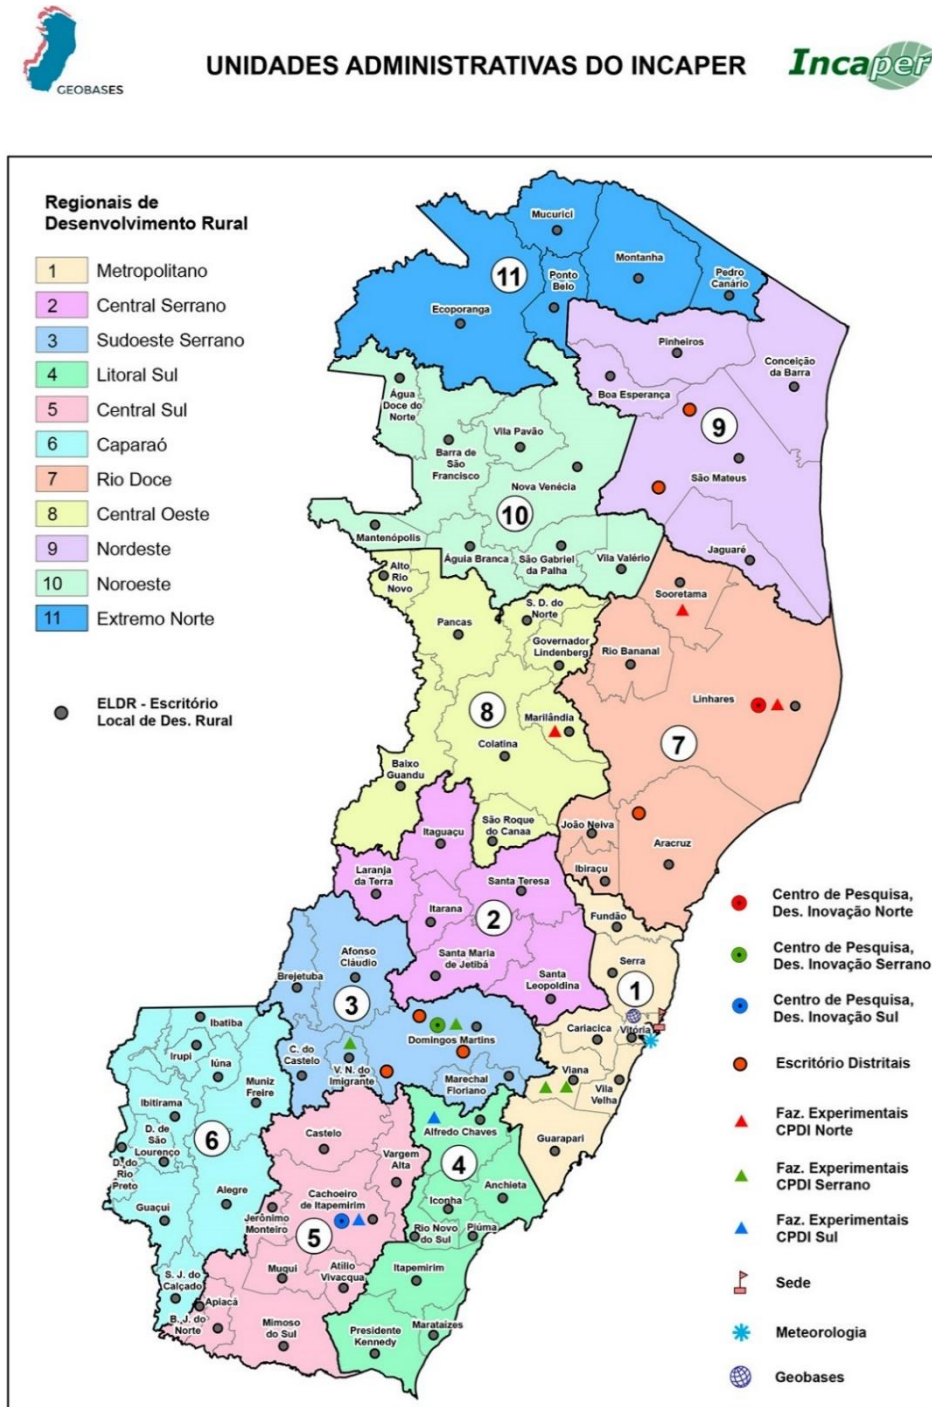 GEOBASES
UNIDADES ADMINISTRATIVAS DO INCAPER
Incaper
Regionais de
Desenvolvimento Rural
1 Metropolitano
2 Central Serrano
3 Sudoeste Serrano
4 Litoral Sul
5 Central Sul
6 Caparaó
7 Rio Doce
8 Central Oeste
9 Nordeste
10 Noroeste
11 Extremo Norte
ELDR - Escritório
Local de Des. Rural
Mucurici
11
Ponto
Belo
Montanha
Pedro
Canário
Ecoporanga
Pinheiros
Conceição
da Barra
Boa Esperança
9
São Mateus
Jaguaré
Água
Doce do
Norte
Vila Pavão
Barra de
São
Francisco
Nova Venécia
10
Mantenópolis
Águia Branca
São Gabriel
da Palha
Vila Valério
Alto
Rio
Novo
Pancas
S. D. do
Norte
Governador
Lindenberg
8
Marilândia
Colatina
Baixo
Guandu
São Roque
do Canaa
Sooretama
Rio Bananal
Linhares
7
João Neiva
Aracruz
Ibiraçu
Itaguaçu
Laranja
da Terra
Santa Teresa
Itarana
2
Santa Maria
de Jetibá
Santa
Leopoldina
Fundão
Serra
1
Cariacica
Vitória
Viana
Vila
Velha
Guarapari
Afonso
Cláudio
Brejetuba
3
Domingos Martins
C. do
Castelo
V. N. do
Imigrante
Marechal
Floriano
Ibatiba
Irupi
Iúna
Muniz
Freire
Ibitirama
D. de
São
Lourenço
6
D. do
Rio
Preto
Guaçuí
Alegre
S. J. do
Calçado
Castelo
Vargem
Alta
Cachoeiro
de Itapemirim
Jerônimo
Monteiro
5
Muqui
Atilio
Vivacqua
Apiacá
B. J. do
Norte
Mimoso
do Sul
Alfredo Chaves
4
Anchieta
Iconha
Rio Novo
do Sul
Piúma
Itapemirim
Marataizes
Presidente
Kennedy
Centro de Pesquisa,
Des. Inovação Norte
Centro de Pesquisa,
Des. Inovação Serrano
Centro de Pesquisa,
Des. Inovação Sul
Escritório Distritais
Faz. Experimentais
CPDI Norte
Faz. Experimentais
CPDI Serrano
Faz. Experimentais
CPDI Sul
Sede
Meteorologia
Geobases